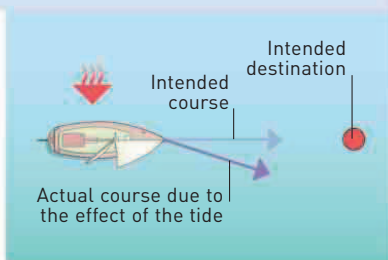 Intended
destination
Intended
course
Actual course due to
the effect of the tide